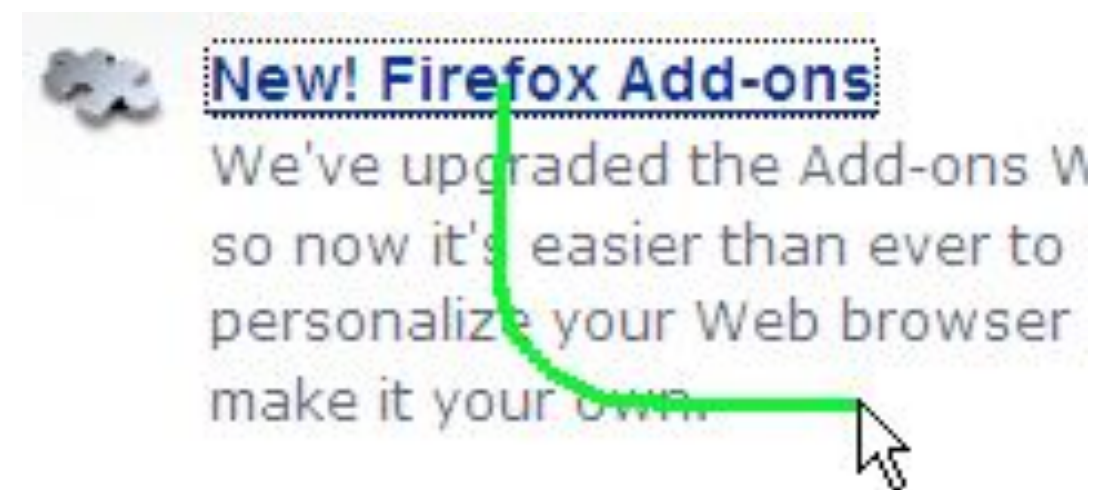 New! Firefox Add-ons
We've upgraded the Add-ons
so now it's easier than ever to
personalize your Web browser
make it your own.